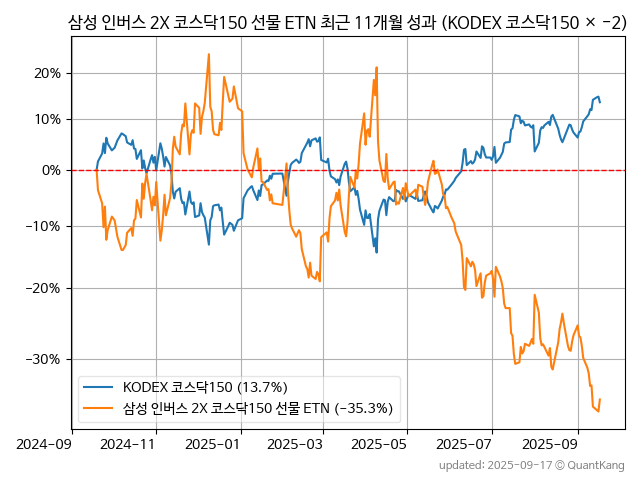 삼성 인버스 2X 코스닥150 선물 ETN 최근 11개월 성과 (KODEX 코스닥150 × −2)
20%
10%
0%
−10%
−20%
−30%
KODEX 코스닥150 (13.7%)
삼성 인버스 2X 코스닥150 선물 ETN (−35.3%)
2024-09 2024-11 2025-01 2025-03 2025-05 2025-07 2025-09
updated: 2025-09-17 © QuantKang